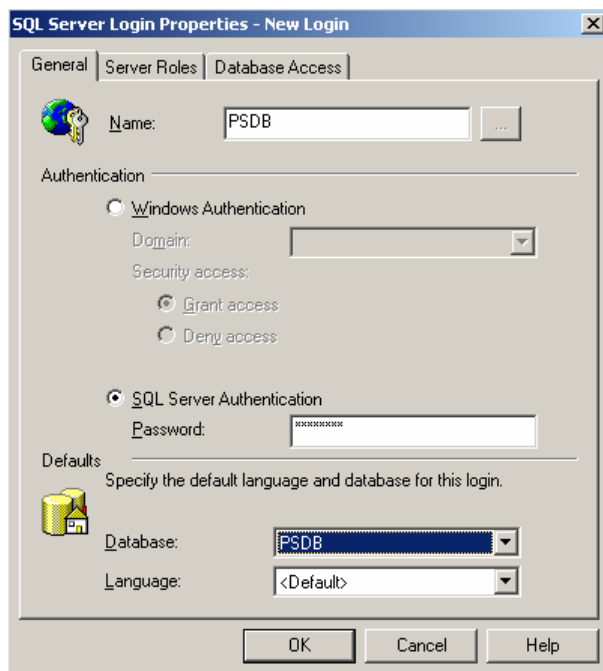 SQL Server Login Properties - New Login
General Server Roles Database Access
Name: PSDB ...
Authentication
Windows Authentication
Domain:
Security access:
Grant access
Deny access
SQL Server Authentication
Password: ********
Defaults
Specify the default language and database for this login.
Database: PSDB
Language: <Default>
OK Cancel Help